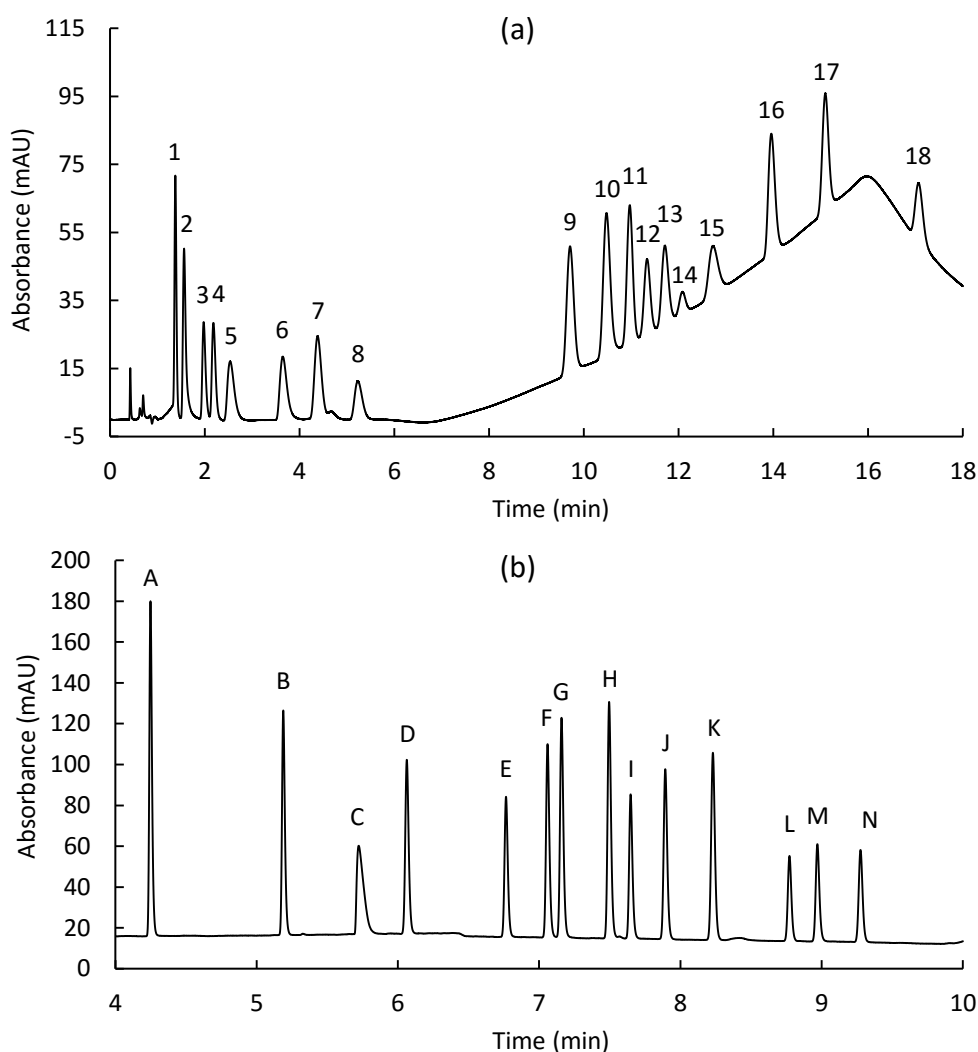 (a)
Absorbance (mAU)
115
95
75
55
35
15
-5
1
2
3
4
5
6
7
8
9
10
11
12
13
14
15
16
17
18
0 2 4 6 8 10 12 14 16 18
Time (min)
(b)
Absorbance (mAU)
200
180
160
140
120
100
80
60
40
20
0
A
B
C
D
E
F
G
H
I
J
K
L
M
N
4 5 6 7 8 9 10
Time (min)